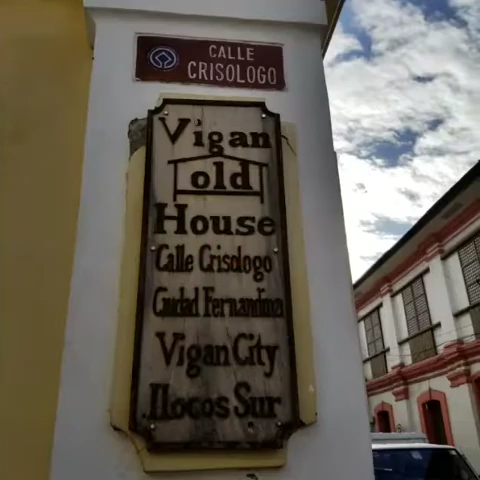 CALLE
CRISOLOGO
Vigan
old
House
Calle Crisologo
Ciudad Fernandina
Vigan City
Ilocos Sur